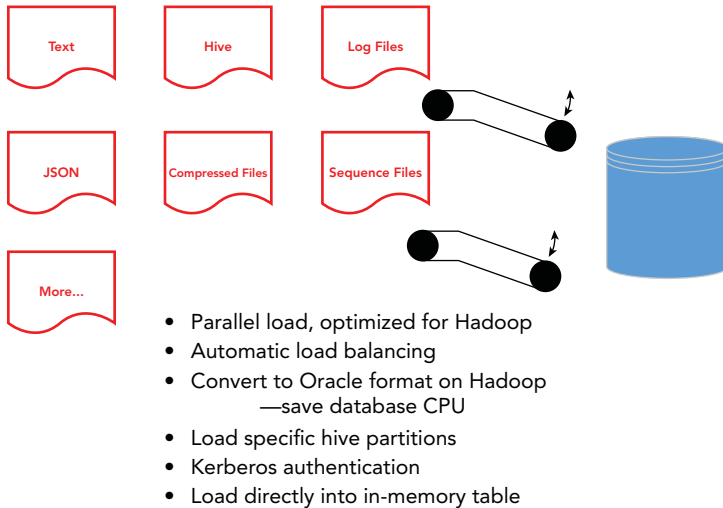 Text
Hive
Log Files
JSON
Compressed Files
Sequence Files
More...
• Parallel load, optimized for Hadoop
• Automatic load balancing
• Convert to Oracle format on Hadoop
—save database CPU
• Load specific hive partitions
• Kerberos authentication
• Load directly into in-memory table